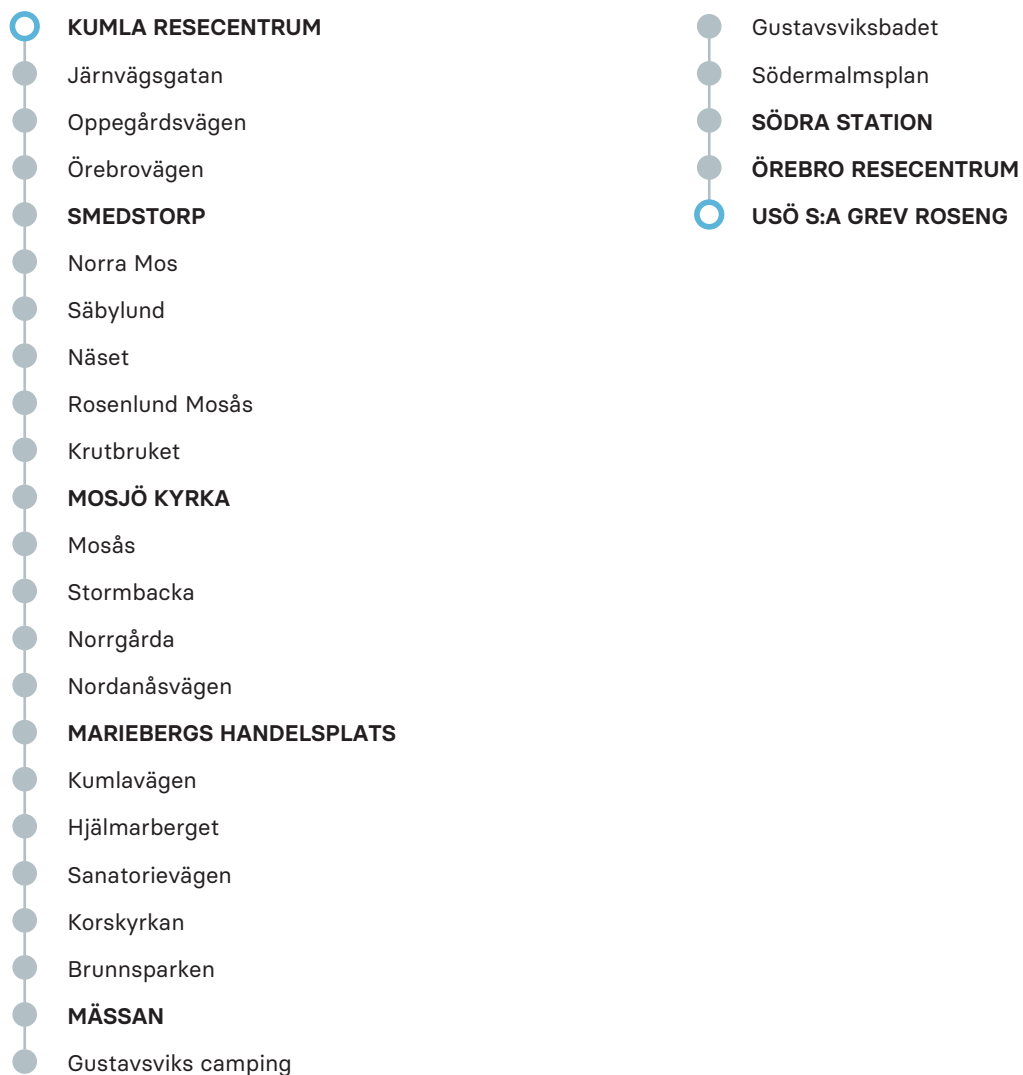 KUMLA RESECENTRUM
Järnvägsgatan
Oppegårdsvägen
Örebrovägen
SMEDSTORP
Norra Mos
Säbylund
Näset
Rosenlund Mosås
Krutbruket
MOSJÖ KYRKA
Mosås
Stormbacka
Norrgårda
Nordanåsvägen
MARIEBERGS HANDELSPLATS
Kumlavägen
Hjälmarberget
Sanatorievägen
Korskyrkan
Brunnsparken
MÄSSAN
Gustavsviks camping
Gustavsviksbadet
Södermalmsplan
SÖDRA STATION
ÖREBRO RESECENTRUM
USÖ S:A GREV ROSENG